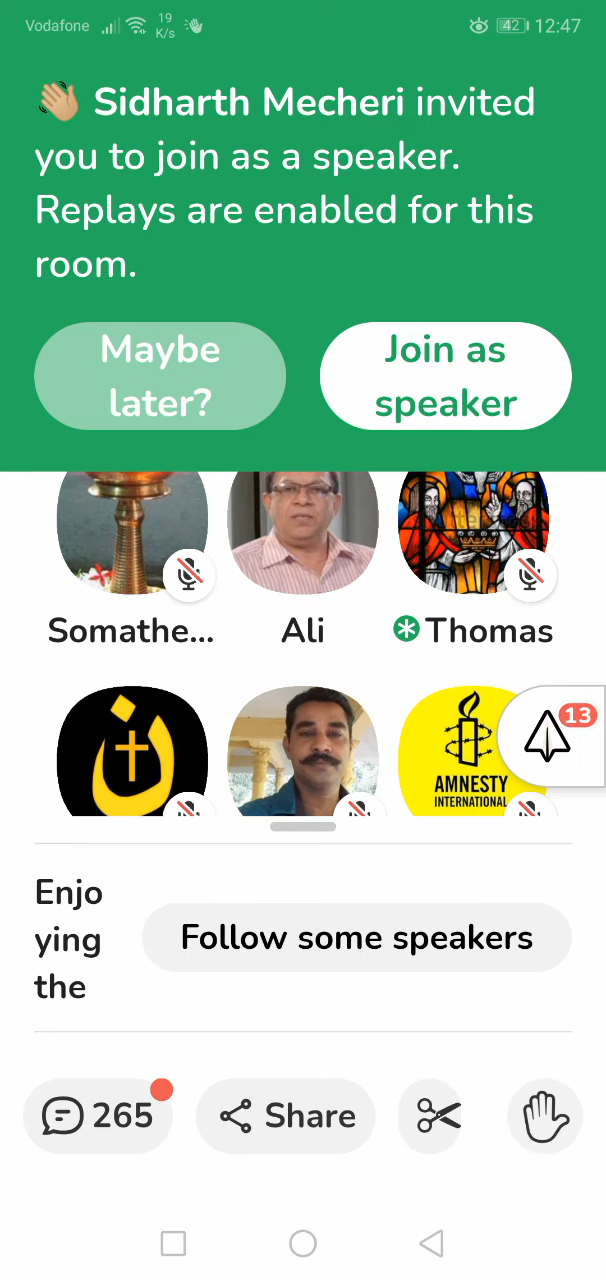 Vodafone 19 K/s 42 12:47
👋🏼 Sidharth Mecheri invited
you to join as a speaker.
Replays are enabled for this
room.
Maybe
later?
Join as
speaker
Somathe...
Ali
Thomas
13
ن
AMNESTY
INTERNATIONAL
Enjo
ying
the
Follow some speakers
265
Share